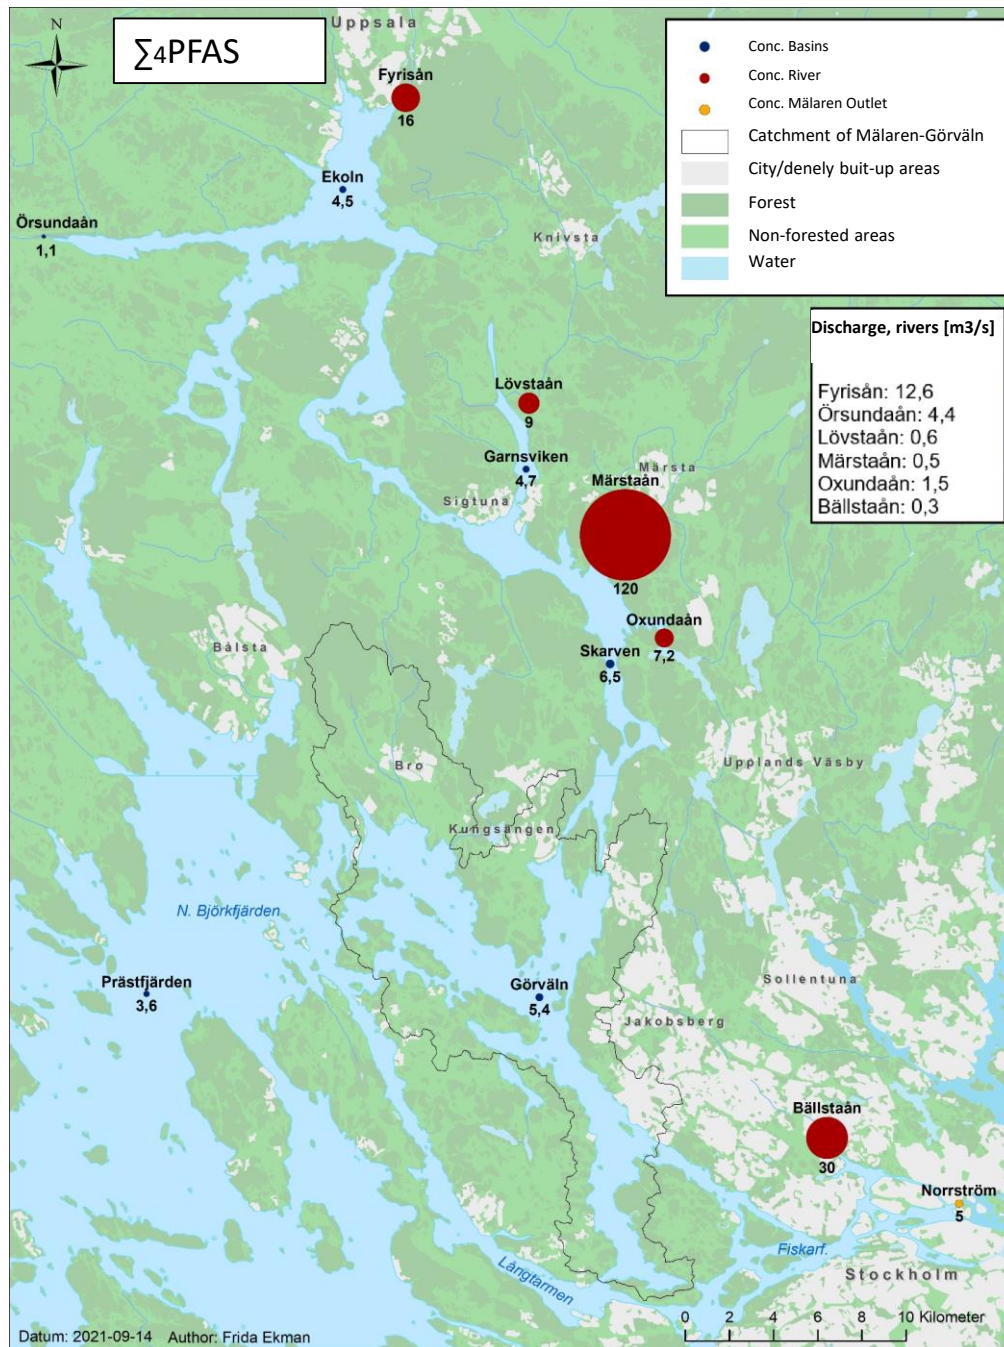 Uppsala
N
∑4PFAS
Conc. Basins
Conc. River
Conc. Mälaren Outlet
Catchment of Mälaren-Görväln
City/denely buit-up areas
Forest
Non-forested areas
Water
Fyrisån
16
Ekoln
4,5
Örsundaån
1,1
Knivsta
Discharge, rivers [m3/s]
Fyrisån: 12,6
Örsundaån: 4,4
Lövstaån: 0,6
Märstaån: 0,5
Oxundaån: 1,5
Bällstaån: 0,3
Lövstaån
9
Garnsviken
4,7
Märsta
Märstaån
120
Sigtuna
Oxundaån
7,2
Skarven
6,5
Bålsta
Bro
Upplands Väsby
Kungsängen
N. Björkfjärden
Prästfjärden
3,6
Görväln
5,4
Sollentuna
Jakobsberg
Bällstaån
30
Norrström
5
Fiskarf.
Långtarmen
Stockholm
0 2 4 6 8 10 Kilometer
Datum: 2021-09-14 Author: Frida Ekman